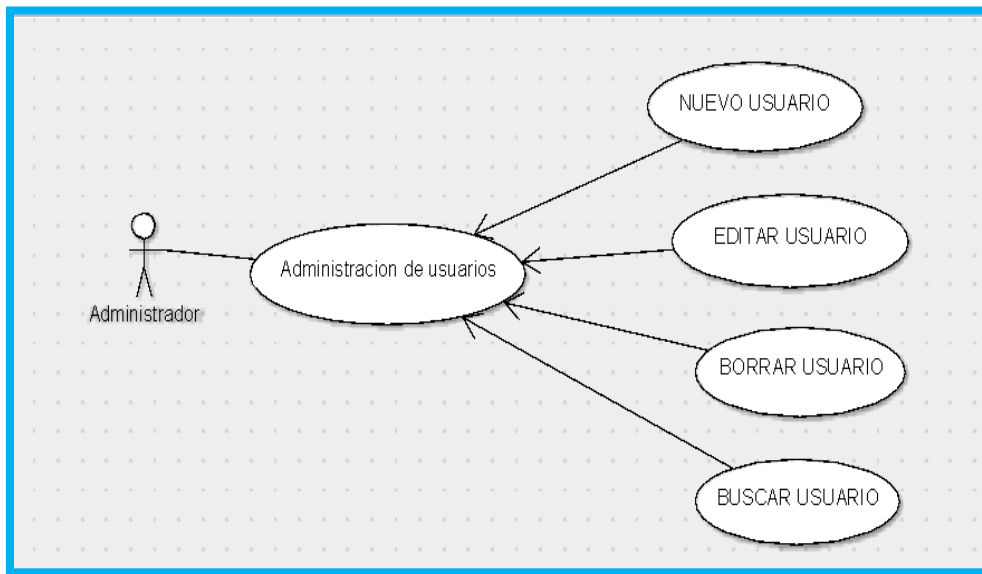 NUEVO USUARIO
EDITAR USUARIO
Administracion de usuarios
Administrador
BORRAR USUARIO
BUSCAR USUARIO